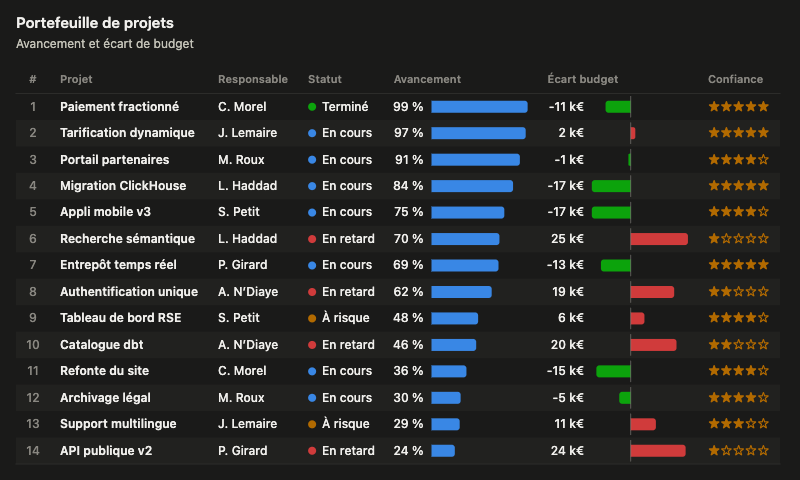 Portefeuille de projets
Avancement et écart de budget
# Projet Responsable Statut Avancement Écart budget Confiance
1 Paiement fractionné C. Morel Terminé 99 % -11 k€ ★★★★★
2 Tarification dynamique J. Lemaire En cours 97 % 2 k€ ★★★★★
3 Portail partenaires M. Roux En cours 91 % -1 k€ ★★★★☆
4 Migration ClickHouse L. Haddad En cours 84 % -17 k€ ★★★★★
5 Appli mobile v3 S. Petit En cours 75 % -17 k€ ★★★★☆
6 Recherche sémantique L. Haddad En retard 70 % 25 k€ ★☆☆☆☆
7 Entrepôt temps réel P. Girard En cours 69 % -13 k€ ★★★★★
8 Authentification unique A. N’Diaye En retard 62 % 19 k€ ★★☆☆☆
9 Tableau de bord RSE S. Petit À risque 48 % 6 k€ ★★★★☆
10 Catalogue dbt A. N’Diaye En retard 46 % 20 k€ ★★☆☆☆
11 Refonte du site C. Morel En cours 36 % -15 k€ ★★★★☆
12 Archivage légal M. Roux En cours 30 % -5 k€ ★★★★☆
13 Support multilingue J. Lemaire À risque 29 % 11 k€ ★★★☆☆
14 API publique v2 P. Girard En retard 24 % 24 k€ ★☆☆☆☆